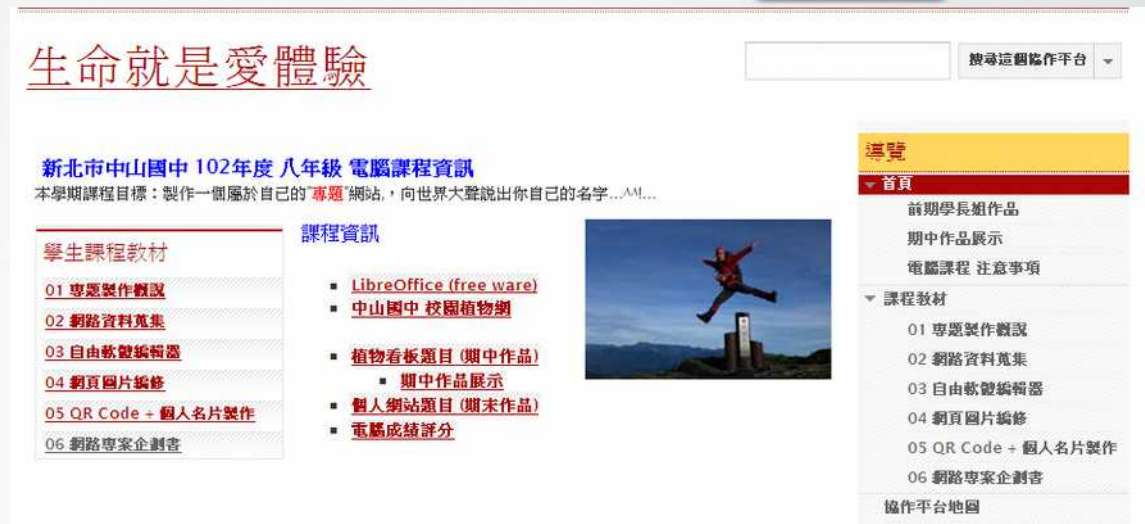 生命就是愛體驗
搜尋這個協作平台
新北市中山國中 102年度 八年級 電腦課程資訊
本學期課程目標：製作一個屬於自己的"專題"網站,，向世界大聲說出你自己的名字...^^!...
學生課程教材
01 專題製作概說
02 網路資料蒐集
03 自由軟體編輯器
04 網頁圖片編修
05 QR Code + 個人名片製作
06 網路專案企劃書
課程資訊
LibreOffice (free ware)
中山國中 校園植物網
植物看板題目 (期中作品)
期中作品展示
個人網站題目 (期末作品)
電腦成績評分
導覽
首頁
前期學長姐作品
期中作品展示
電腦課程 注意事項
課程教材
01 專題製作概說
02 網路資料蒐集
03 自由軟體編輯器
04 網頁圖片編修
05 QR Code + 個人名片製作
06 網路專案企劃書
協作平台地圖